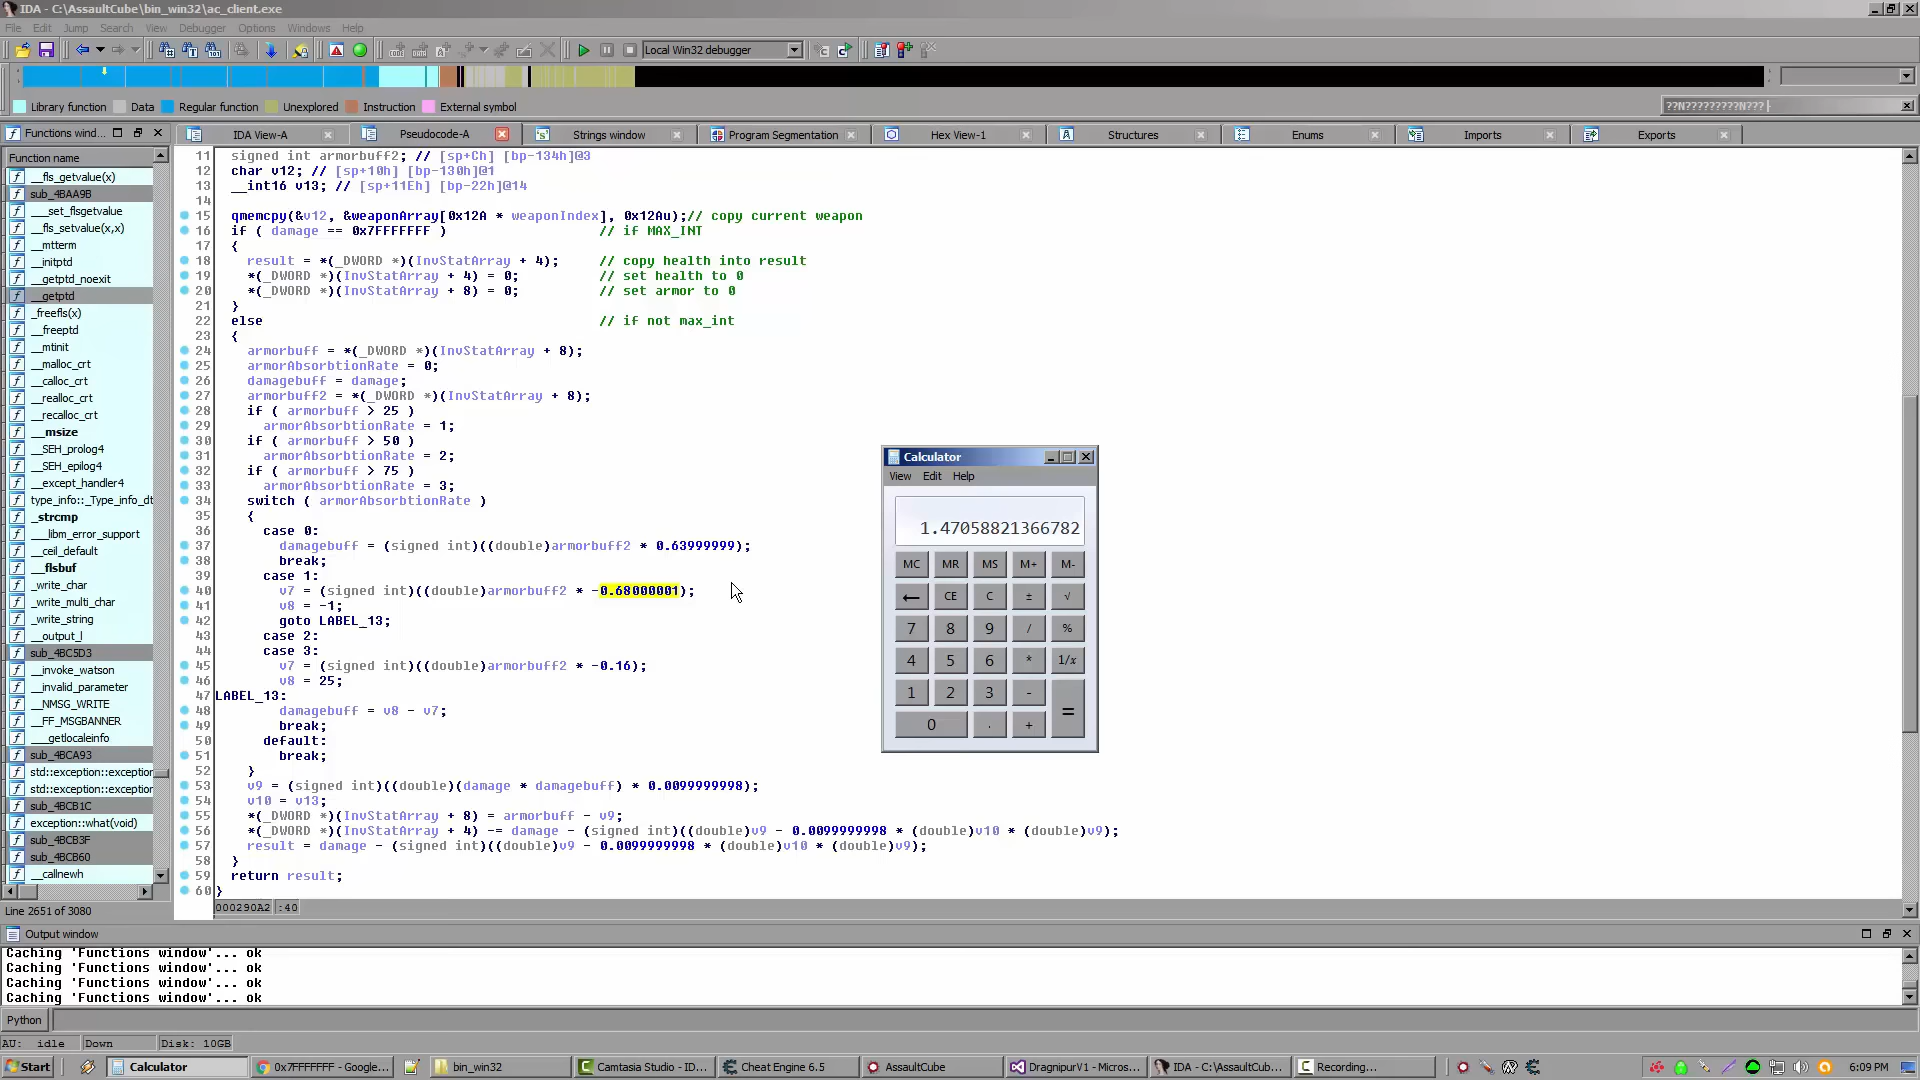 IDA - C:\AssaultCube\bin_win32\ac_client.exe
File Edit Jump Search View Debugger Options Windows Help
Local Win32 debugger
Library function Data Regular function Unexplored Instruction External symbol
??N?????????N???
Functions wind... IDA View-A Pseudocode-A Strings window Program Segmentation Hex View-1 Structures Enums Imports Exports
Function name
__fls_getvalue(x)
sub_4BAA9B
___set_flsgetvalue
__fls_setvalue(x,x)
__mtterm
__initptd
__getptd_noexit
__getptd
_freefls(x)
__freeptd
__mtinit
__malloc_crt
__calloc_crt
__realloc_crt
__recalloc_crt
__msize
__SEH_prolog4
__SEH_epilog4
__except_handler4
type_info::_Type_info_dt
_strcmp
___libm_error_support
__ceil_default
__flsbuf
_write_char
_write_multi_char
_write_string
__output_l
sub_4BC5D3
__invoke_watson
__invalid_parameter
__NMSG_WRITE
__FF_MSGBANNER
___getlocaleinfo
sub_4BCA93
std::exception::exception
std::exception::exception
sub_4BCB1C
exception::what(void)
sub_4BCB3F
sub_4BCB60
__callnewh
Line 2651 of 3080
11 signed int armorbuff2; // [sp+Ch] [bp-134h]@3
12 char v12; // [sp+10h] [bp-130h]@1
13 __int16 v13; // [sp+11Eh] [bp-22h]@14
14
15 qmemcpy(&v12, &weaponArray[0x12A * weaponIndex], 0x12Au);// copy current weapon
16 if ( damage == 0x7FFFFFFF ) // if MAX_INT
17 {
18 result = *(_DWORD *)(InvStatArray + 4); // copy health into result
19 *(_DWORD *)(InvStatArray + 4) = 0; // set health to 0
20 *(_DWORD *)(InvStatArray + 8) = 0; // set armor to 0
21 }
22 else // if not max_int
23 {
24 armorbuff = *(_DWORD *)(InvStatArray + 8);
25 armorAbsorbtionRate = 0;
26 damagebuff = damage;
27 armorbuff2 = *(_DWORD *)(InvStatArray + 8);
28 if ( armorbuff > 25 )
29 armorAbsorbtionRate = 1;
30 if ( armorbuff > 50 )
31 armorAbsorbtionRate = 2;
32 if ( armorbuff > 75 )
33 armorAbsorbtionRate = 3;
34 switch ( armorAbsorbtionRate )
35 {
36 case 0:
37 damagebuff = (signed int)((double)armorbuff2 * 0.63999999);
38 break;
39 case 1:
40 v7 = (signed int)((double)armorbuff2 * -0.68000001);
41 v8 = -1;
42 goto LABEL_13;
43 case 2:
44 case 3:
45 v7 = (signed int)((double)armorbuff2 * -0.16);
46 v8 = 25;
47 LABEL_13:
48 damagebuff = v8 - v7;
49 break;
50 default:
51 break;
52 }
53 v9 = (signed int)((double)(damage * damagebuff) * 0.0099999998);
54 v10 = v13;
55 *(_DWORD *)(InvStatArray + 8) = armorbuff - v9;
56 *(_DWORD *)(InvStatArray + 4) -= damage - (signed int)((double)v9 - 0.0099999998 * (double)v10 * (double)v9);
57 result = damage - (signed int)((double)v9 - 0.0099999998 * (double)v10 * (double)v9);
58 }
59 return result;
60 }
000290A2 :40
Calculator
View Edit Help
1.47058821366782
MC MR MS M+ M-
← CE C ± √
7 8 9 / %
4 5 6 * 1/x
1 2 3 - =
0 . +
Output window
Caching 'Functions window'... ok
Caching 'Functions window'... ok
Caching 'Functions window'... ok
Caching 'Functions window'... ok
Python
AU: idle Down Disk: 10GB
Start Calculator 0x7FFFFFFF - Google... bin_win32 Camtasia Studio - ID... Cheat Engine 6.5 AssaultCube DragnipurV1 - Micros... IDA - C:\AssaultCub... Recording... 6:09 PM